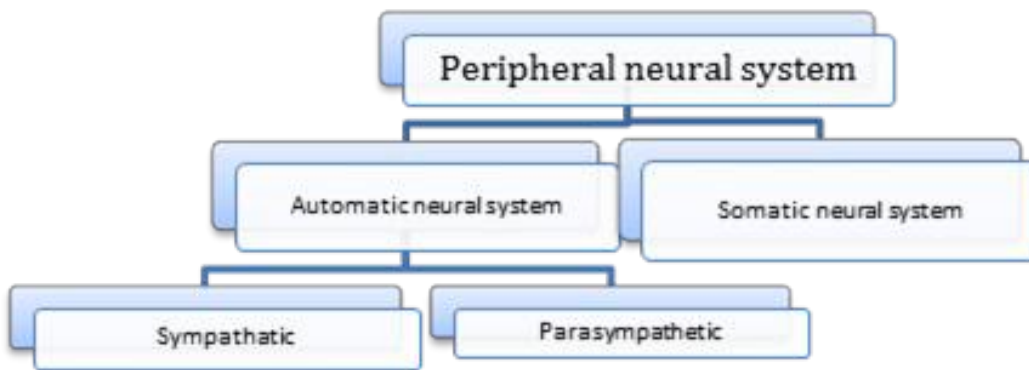 Peripheral neural system
Automatic neural system
Somatic neural system
Sympathatic
Parasympathetic